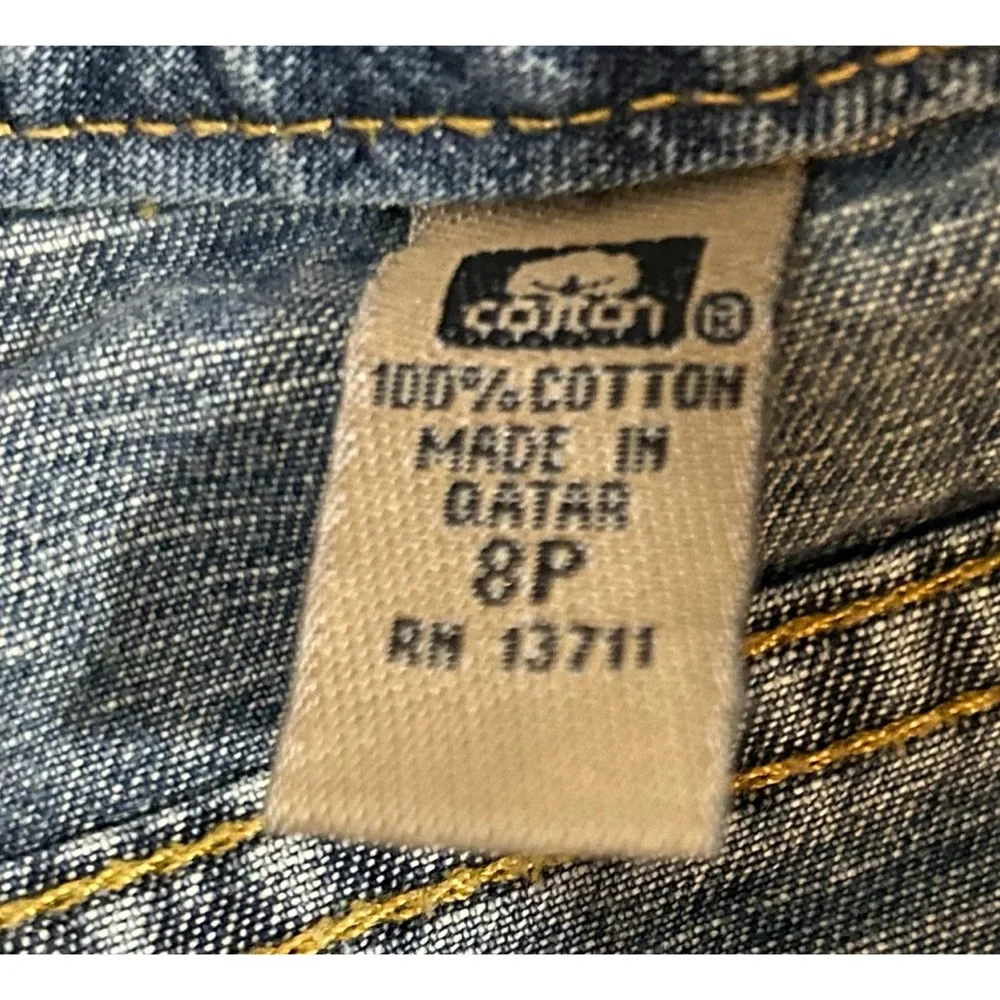 cotton ®
100% COTTON
MADE IN
QATAR
8P
RN 13711